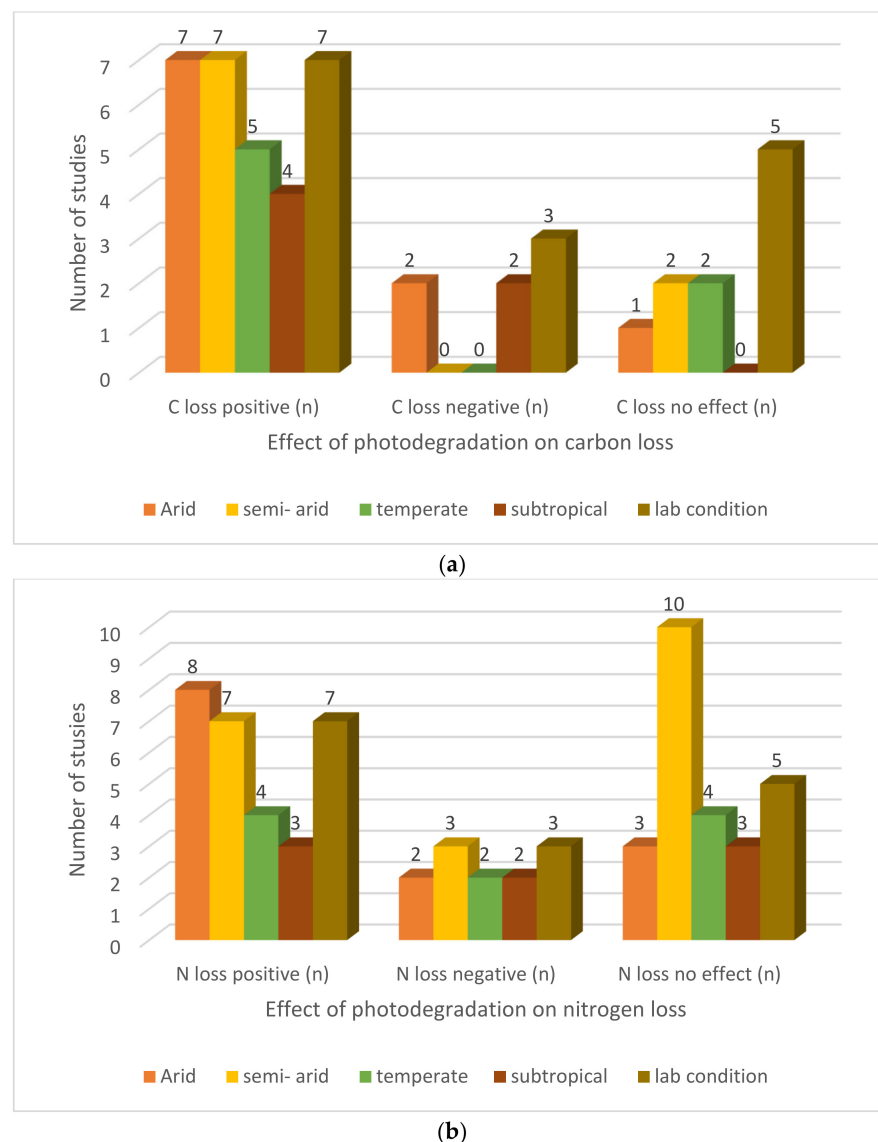 7 7 7
7
6
5
4
3
2
1
0
5 5
4
3
2 2 2 2
1
0 0 0
Number of studies
C loss positive (n) C loss negative (n) C loss no effect (n)
Effect of photodegradation on carbon loss
Arid semi- arid temperate subtropical lab condition
(a)
10
10
9
8
7
6
5
4
3
2
1
0
8
7 7
5
4 4
3 3 3 3 3
2 2 2
Number of stusies
N loss positive (n) N loss negative (n) N loss no effect (n)
Effect of photodegradation on nitrogen loss
Arid semi- arid temperate subtropical lab condition
(b)